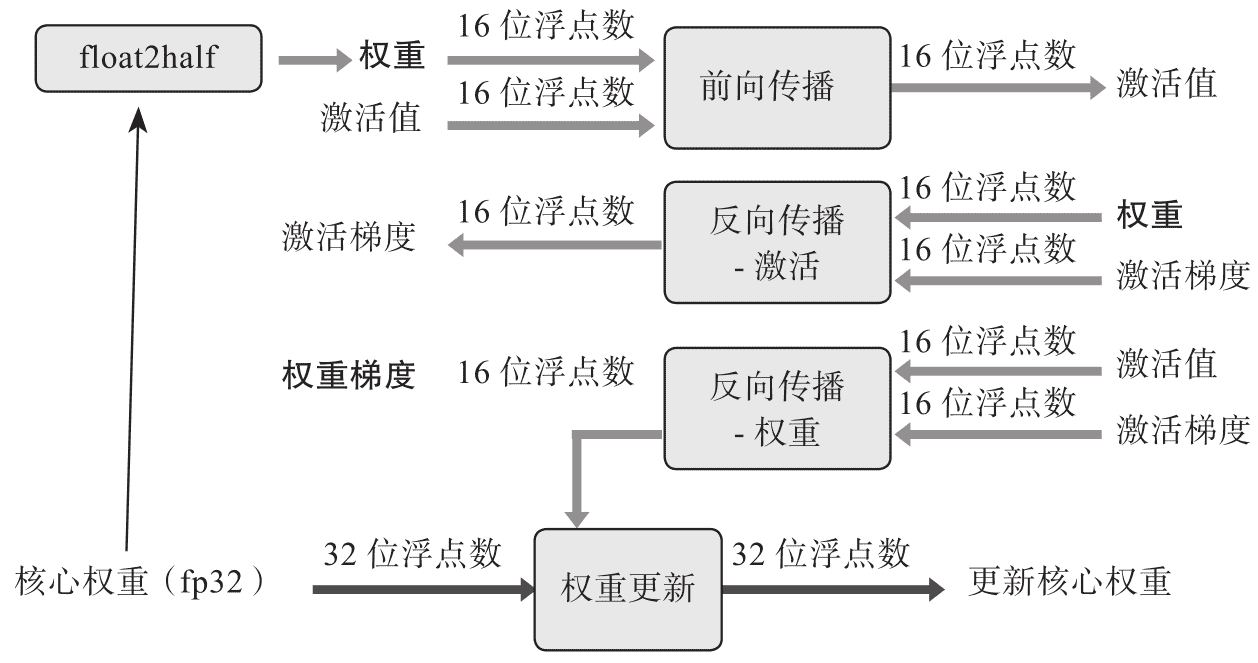 float2half
权重
16 位浮点数
激活值
16 位浮点数
前向传播
16 位浮点数
激活值
激活梯度
16 位浮点数
反向传播
- 激活
16 位浮点数
权重
16 位浮点数
激活梯度
权重梯度
16 位浮点数
反向传播
- 权重
16 位浮点数
激活值
16 位浮点数
激活梯度
核心权重（fp32）
32 位浮点数
权重更新
32 位浮点数
更新核心权重